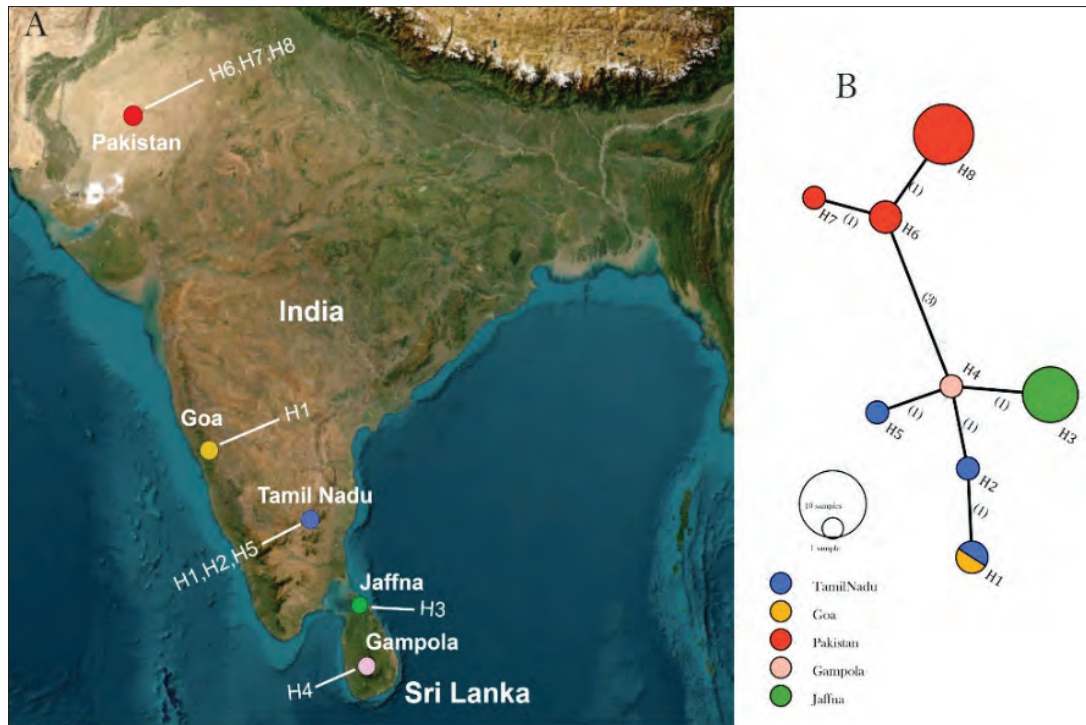 A
H6,H7,H8
Pakistan
India
Goa
H1
Tamil Nadu
H1,H2,H5
Jaffna
H3
Gampola
H4
Sri Lanka
B
H8
(1)
H7
(1)
H6
(3)
H4
(1)
H5
(1)
H3
(1)
H2
(1)
H1
10 samples
1 sample
TamilNadu
Goa
Pakistan
Gampola
Jaffna